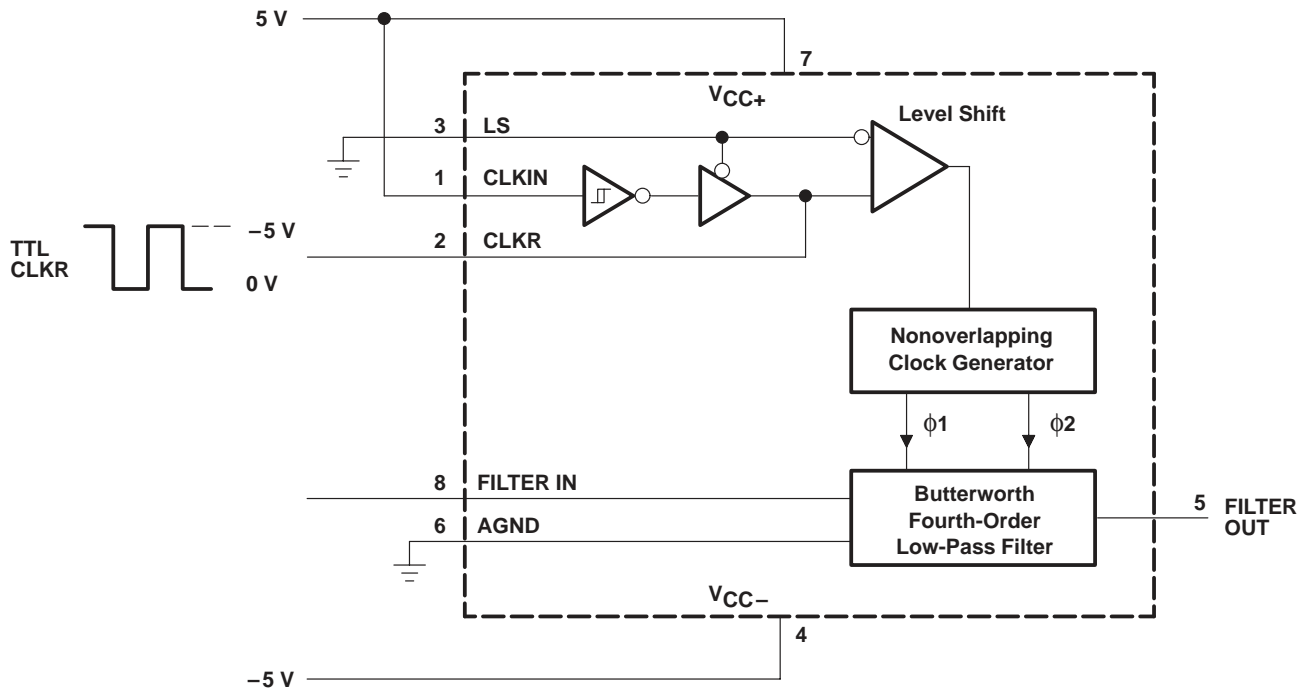 5 V
7
VCC+
Level Shift
3 LS
1 CLKIN
–5 V
2 CLKR
TTL
CLKR
0 V
Nonoverlapping
Clock Generator
ϕ1 ϕ2
8 FILTER IN
6 AGND
Butterworth
Fourth-Order
Low-Pass Filter
5 FILTER
OUT
VCC–
4
–5 V